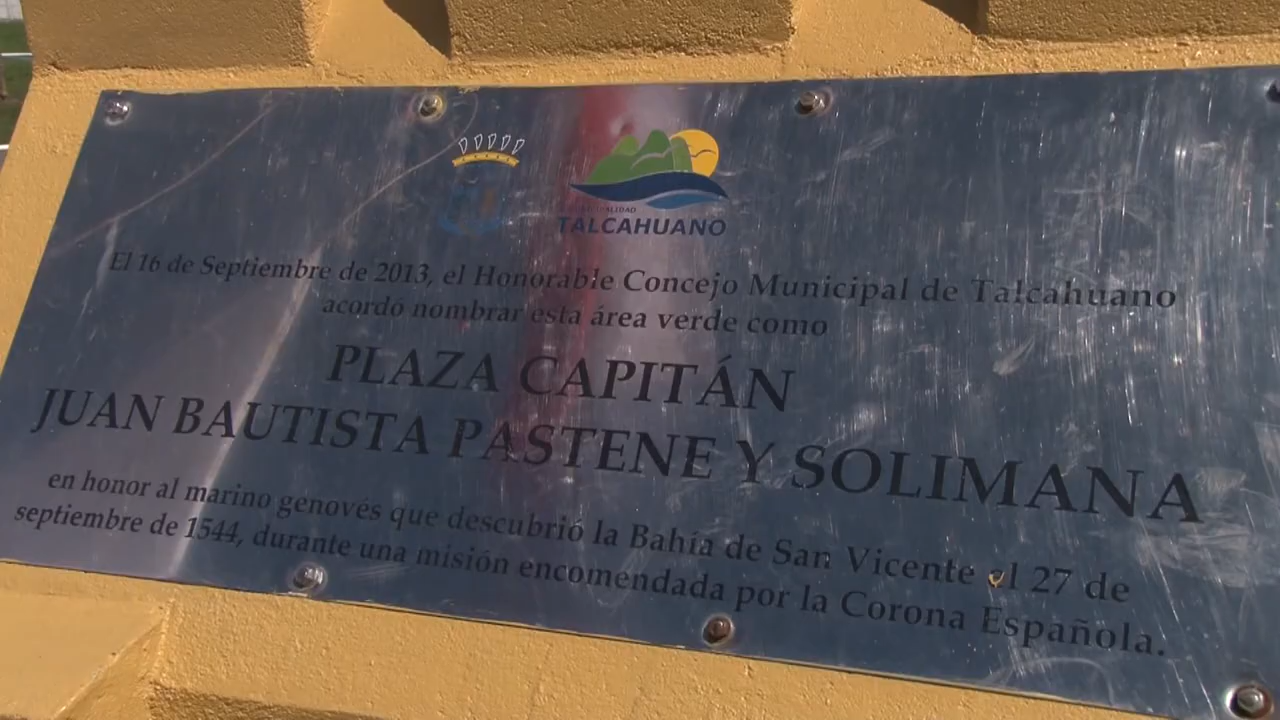 TALCAHUANO
El 16 de Septiembre de 2013, el Honorable Concejo Municipal de Talcahuano
acordó nombrar esta área verde como
PLAZA CAPITÁN
JUAN BAUTISTA PASTENE Y SOLIMANA
en honor al marino genovés que descubrió la Bahía de San Vicente el 27 de
septiembre de 1544, durante una misión encomendada por la Corona Española.